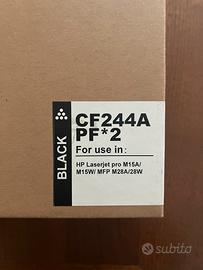 BLACK
CF244A
PF*2
For use in:
HP Laserjet pro M15A/
M15W/ MFP M28A/28W
subito